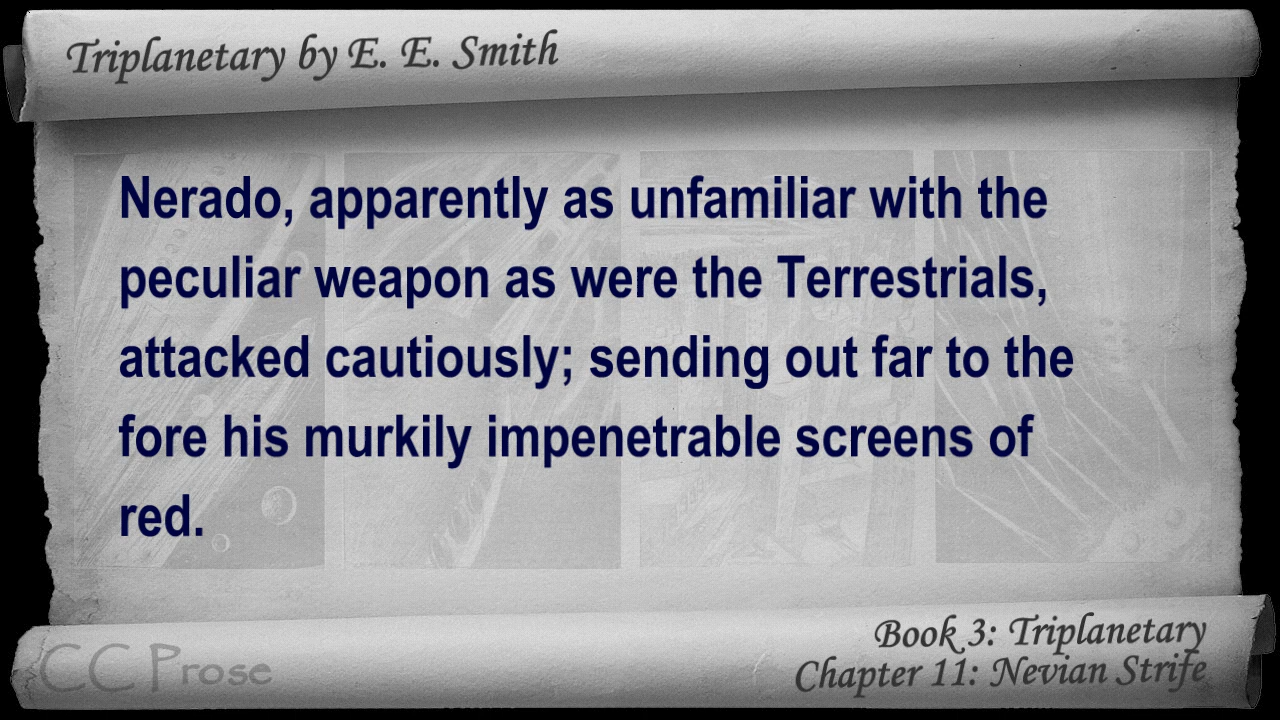 Triplanetary by E. E. Smith
Nerado, apparently as unfamiliar with the
peculiar weapon as were the Terrestrials,
attacked cautiously; sending out far to the
fore his murkily impenetrable screens of
red.
Book 3: Triplanetary
Chapter 11: Nevian Strife
CC Prose